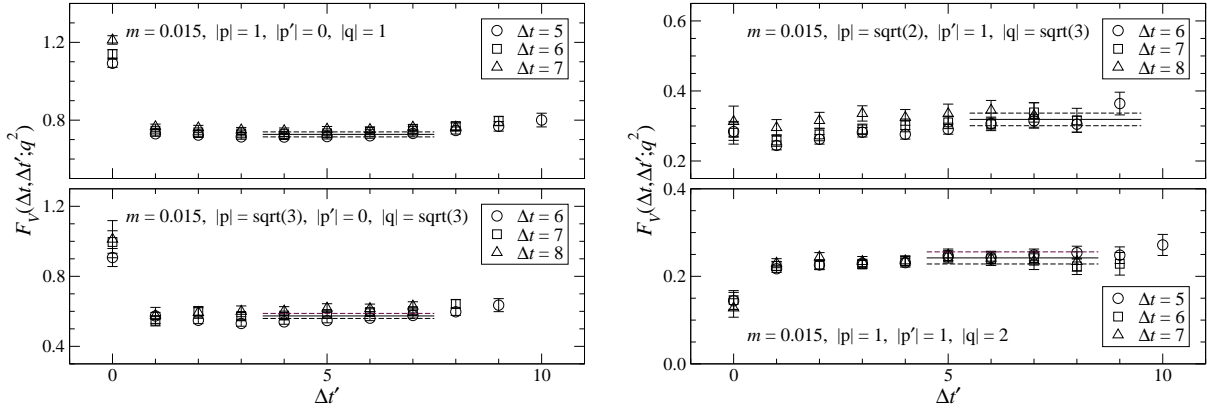 m = 0.015, |p| = 1, |p′| = 0, |q| = 1
Δt = 5
Δt = 6
Δt = 7
1.2
0.8
m = 0.015, |p| = sqrt(3), |p′| = 0, |q| = sqrt(3)
Δt = 6
Δt = 7
Δt = 8
1.2
1.0
0.8
0.6
0.4
F_V(Δt,Δt′;q²)
0 5 10
Δt′
m = 0.015, |p| = sqrt(2), |p′| = 1, |q| = sqrt(3)
Δt = 6
Δt = 7
Δt = 8
0.6
0.4
0.2
m = 0.015, |p| = 1, |p′| = 1, |q| = 2
Δt = 5
Δt = 6
Δt = 7
0.4
0.2
0.0
F_V(Δt,Δt′;q²)
0 5 10
Δt′